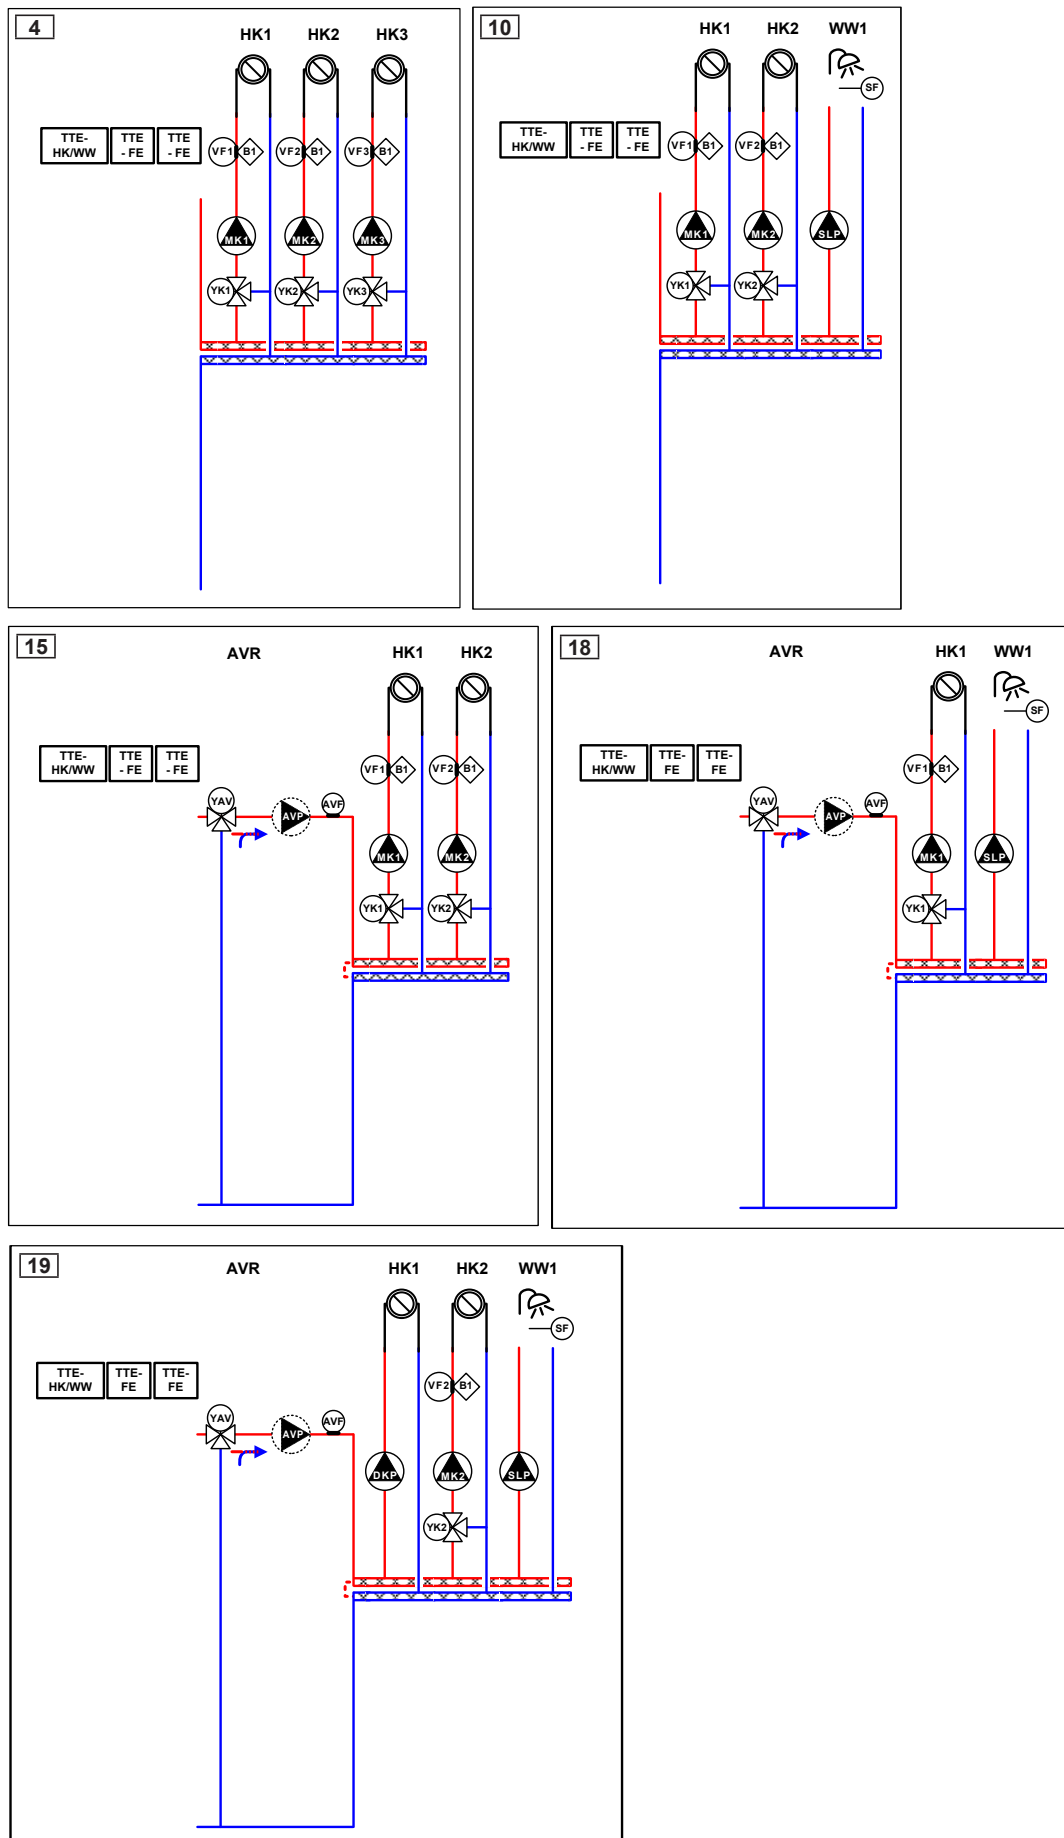 4
HK1 HK2 HK3
TTE- TTE TTE
HK/WW - FE - FE
VF1 B1 VF2 B1 VF3 B1
MK1 MK2 MK3
YK1 YK2 YK3
10
HK1 HK2 WW1
SF
TTE- TTE TTE
HK/WW - FE - FE
VF1 B1 VF2 B1
MK1 MK2 SLP
YK1 YK2
15
AVR HK1 HK2
TTE- TTE TTE
HK/WW - FE - FE
VF1 B1 VF2 B1
YAV AVP AVF
MK1 MK2
YK1 YK2
18
AVR HK1 WW1
SF
TTE- TTE- TTE-
HK/WW FE FE
VF1 B1
YAV AVP AVF
MK1 SLP
YK1
19
AVR HK1 HK2 WW1
SF
TTE- TTE- TTE-
HK/WW FE FE
VF2 B1
YAV AVP AVF
DKP MK2 SLP
YK2